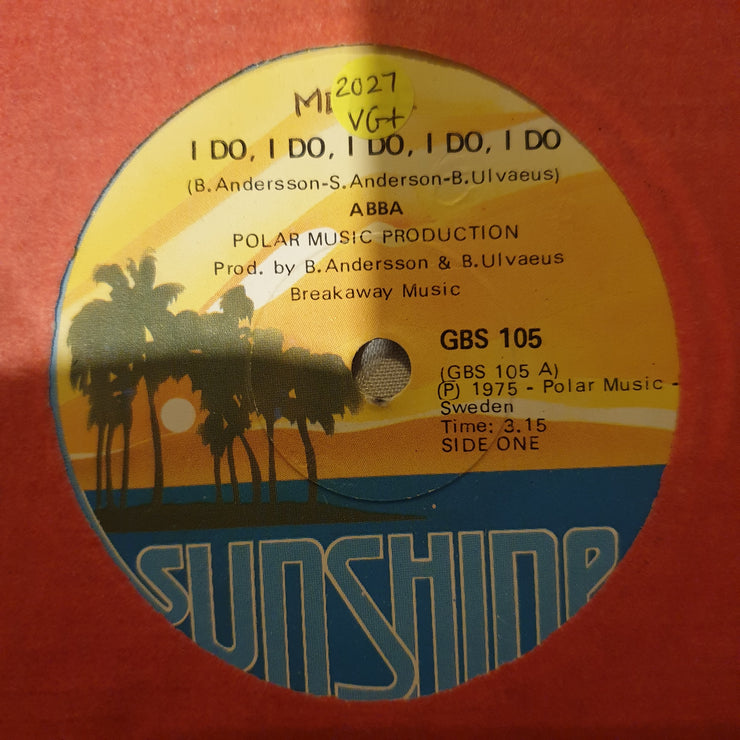 2027
VG+
I DO, I DO, I DO, I DO, I DO
(B.Andersson-S.Anderson-B.Ulvaeus)
ABBA
POLAR MUSIC PRODUCTION
Prod. by B.Andersson & B.Ulvaeus
Breakaway Music
GBS 105
(GBS 105 A)
(P) 1975 - Polar Music -
Sweden
Time: 3.15
SIDE ONE
SUNSHINE